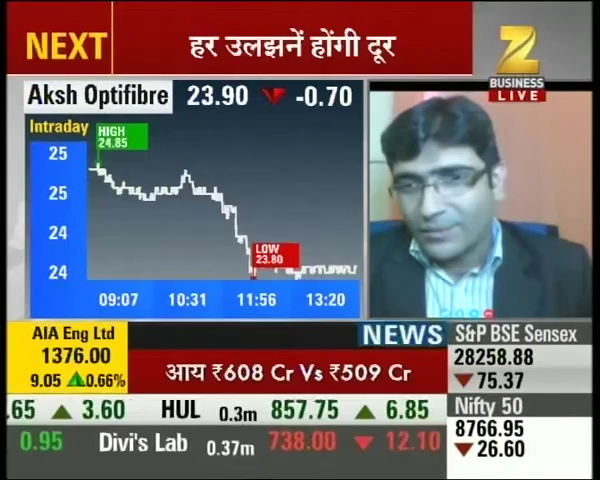 NEXT
हर उलझनें होंगी दूर
Z
BUSINESS
LIVE
Aksh Optifibre 23.90 -0.70
Intraday
HIGH
24.85
25
25
24
24
LOW
23.80
09:07 10:31 11:56 13:20
AIA Eng Ltd
1376.00
9.05 0.66%
NEWS
आय ₹608 Cr Vs ₹509 Cr
S&P BSE Sensex
28258.88
75.37
.65 3.60 HUL 0.3m 857.75 6.85
Nifty 50
8766.95
26.60
0.95 Divi's Lab 0.37m 738.00 12.10